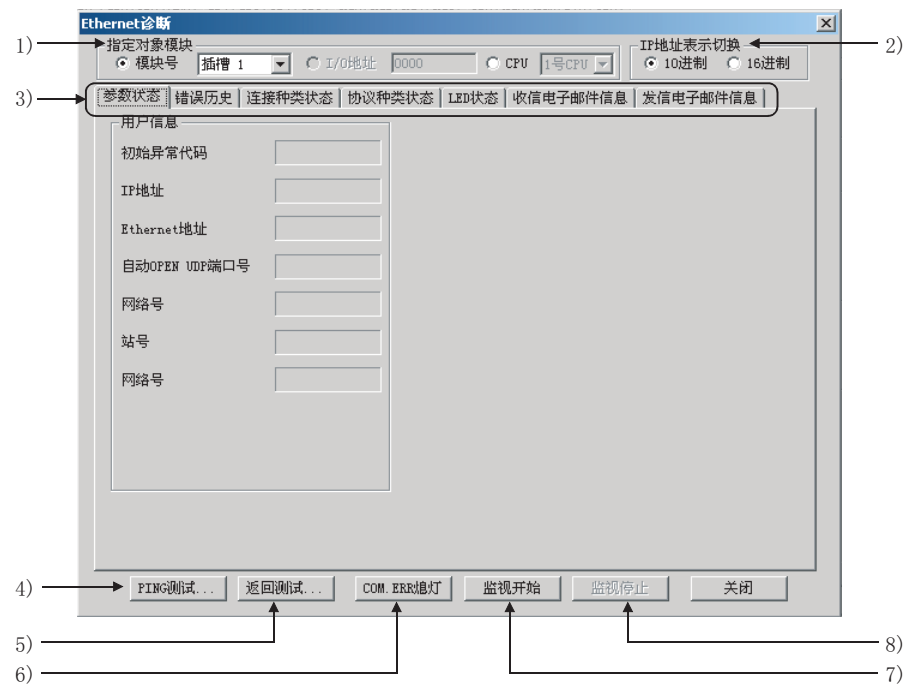 Ethernet诊断
1)
指定对象模块
IP地址表示切换
2)
模块号 插槽 1 I/O地址 0000 CPU 1号CPU
10进制 16进制
3)
参数状态 错误历史 连接种类状态 协议种类状态 LED状态 收信电子邮件信息 发信电子邮件信息
用户信息
初始异常代码
IP地址
Ethernet地址
自动OPEN UDP端口号
网络号
站号
网络号
4)
PING测试... 返回测试... COM.ERR熄灯 监视开始 监视停止 关闭
5)
8)
6)
7)